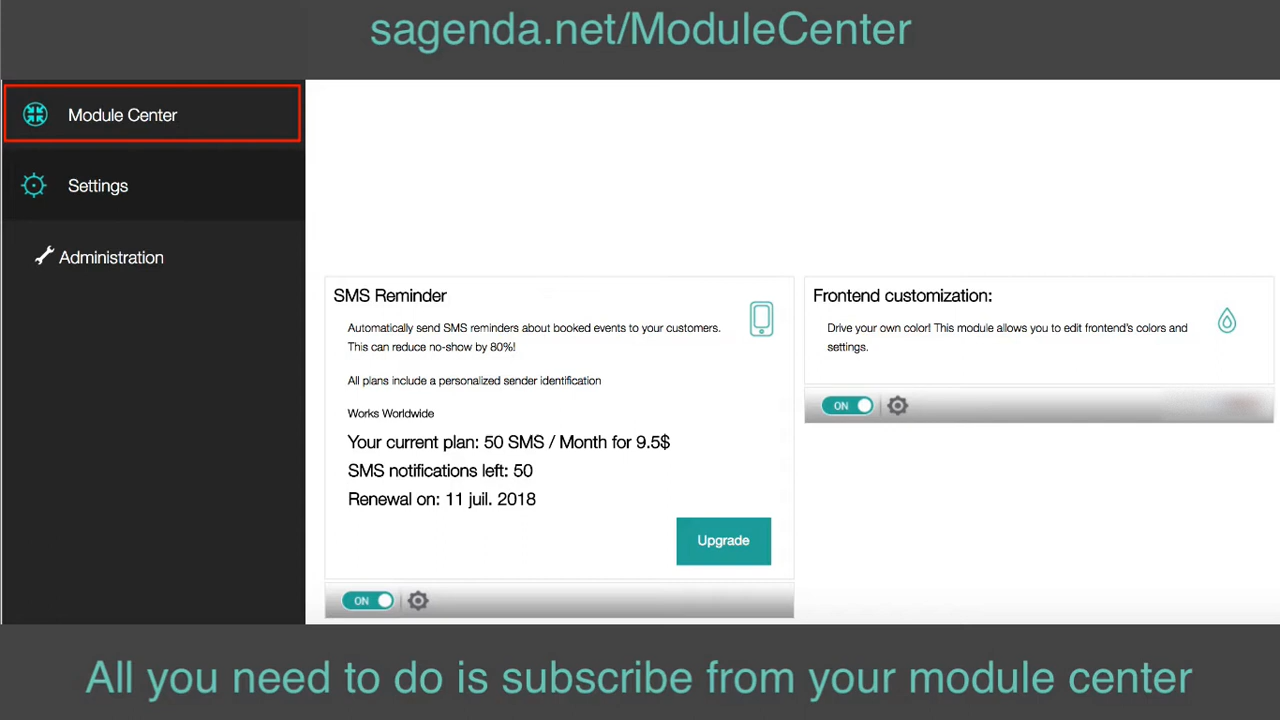 sagenda.net/ModuleCenter
Module Center
Settings
Administration
SMS Reminder
Automatically send SMS reminders about booked events to your customers.
This can reduce no-show by 80%!
All plans include a personalized sender identification
Works Worldwide
Your current plan: 50 SMS / Month for 9.5$
SMS notifications left: 50
Renewal on: 11 juil. 2018
Upgrade
ON
Frontend customization:
Drive your own color! This module allows you to edit frontend's colors and
settings.
ON
All you need to do is subscribe from your module center